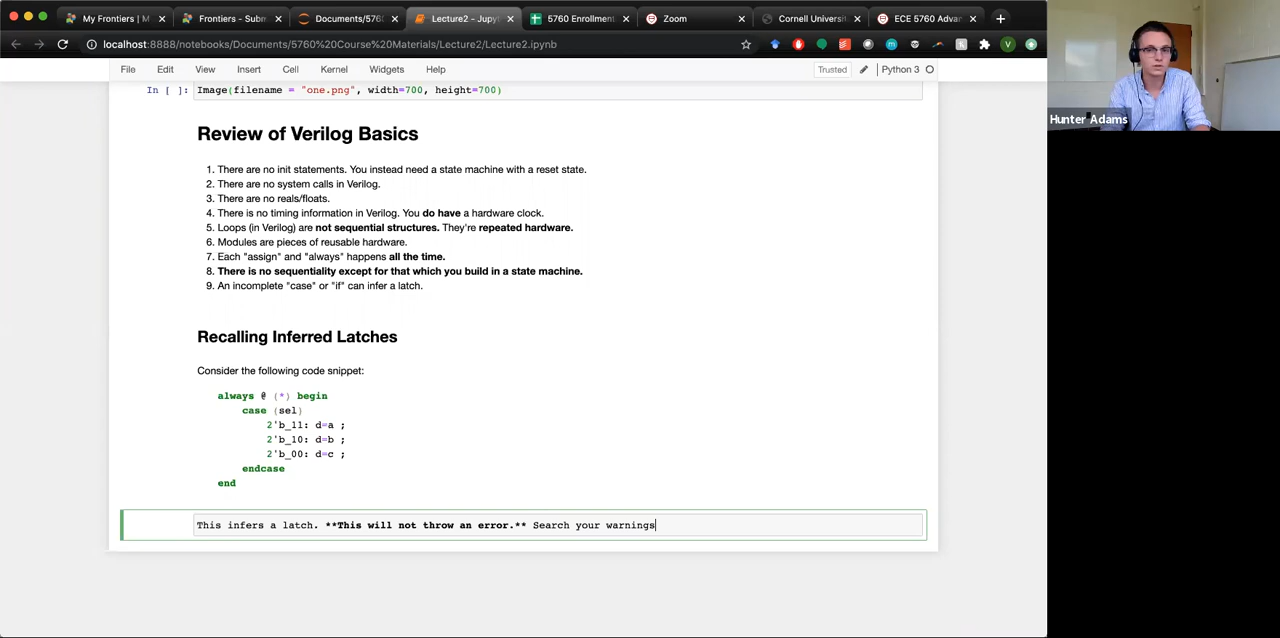 My Frontiers | M
Frontiers - Subm
Documents/5760
Lecture2 - Jupyt
5760 Enrollment
Zoom
Cornell Universit
ECE 5760 Advan
localhost:8888/notebooks/Documents/5760%20Course%20Materials/Lecture2/Lecture2.ipynb
File Edit View Insert Cell Kernel Widgets Help
Trusted
Python 3
In [ ]: Image(filename = "one.png", width=700, height=700)
Review of Verilog Basics
1. There are no init statements. You instead need a state machine with a reset state.
2. There are no system calls in Verilog.
3. There are no reals/floats.
4. There is no timing information in Verilog. You do have a hardware clock.
5. Loops (in Verilog) are not sequential structures. They're repeated hardware.
6. Modules are pieces of reusable hardware.
7. Each "assign" and "always" happens all the time.
8. There is no sequentiality except for that which you build in a state machine.
9. An incomplete "case" or "if" can infer a latch.
Recalling Inferred Latches
Consider the following code snippet:
always @ (*) begin
case (sel)
2'b_11: d=a ;
2'b_10: d=b ;
2'b_00: d=c ;
endcase
end
This infers a latch. **This will not throw an error.** Search your warnings
Hunter Adams